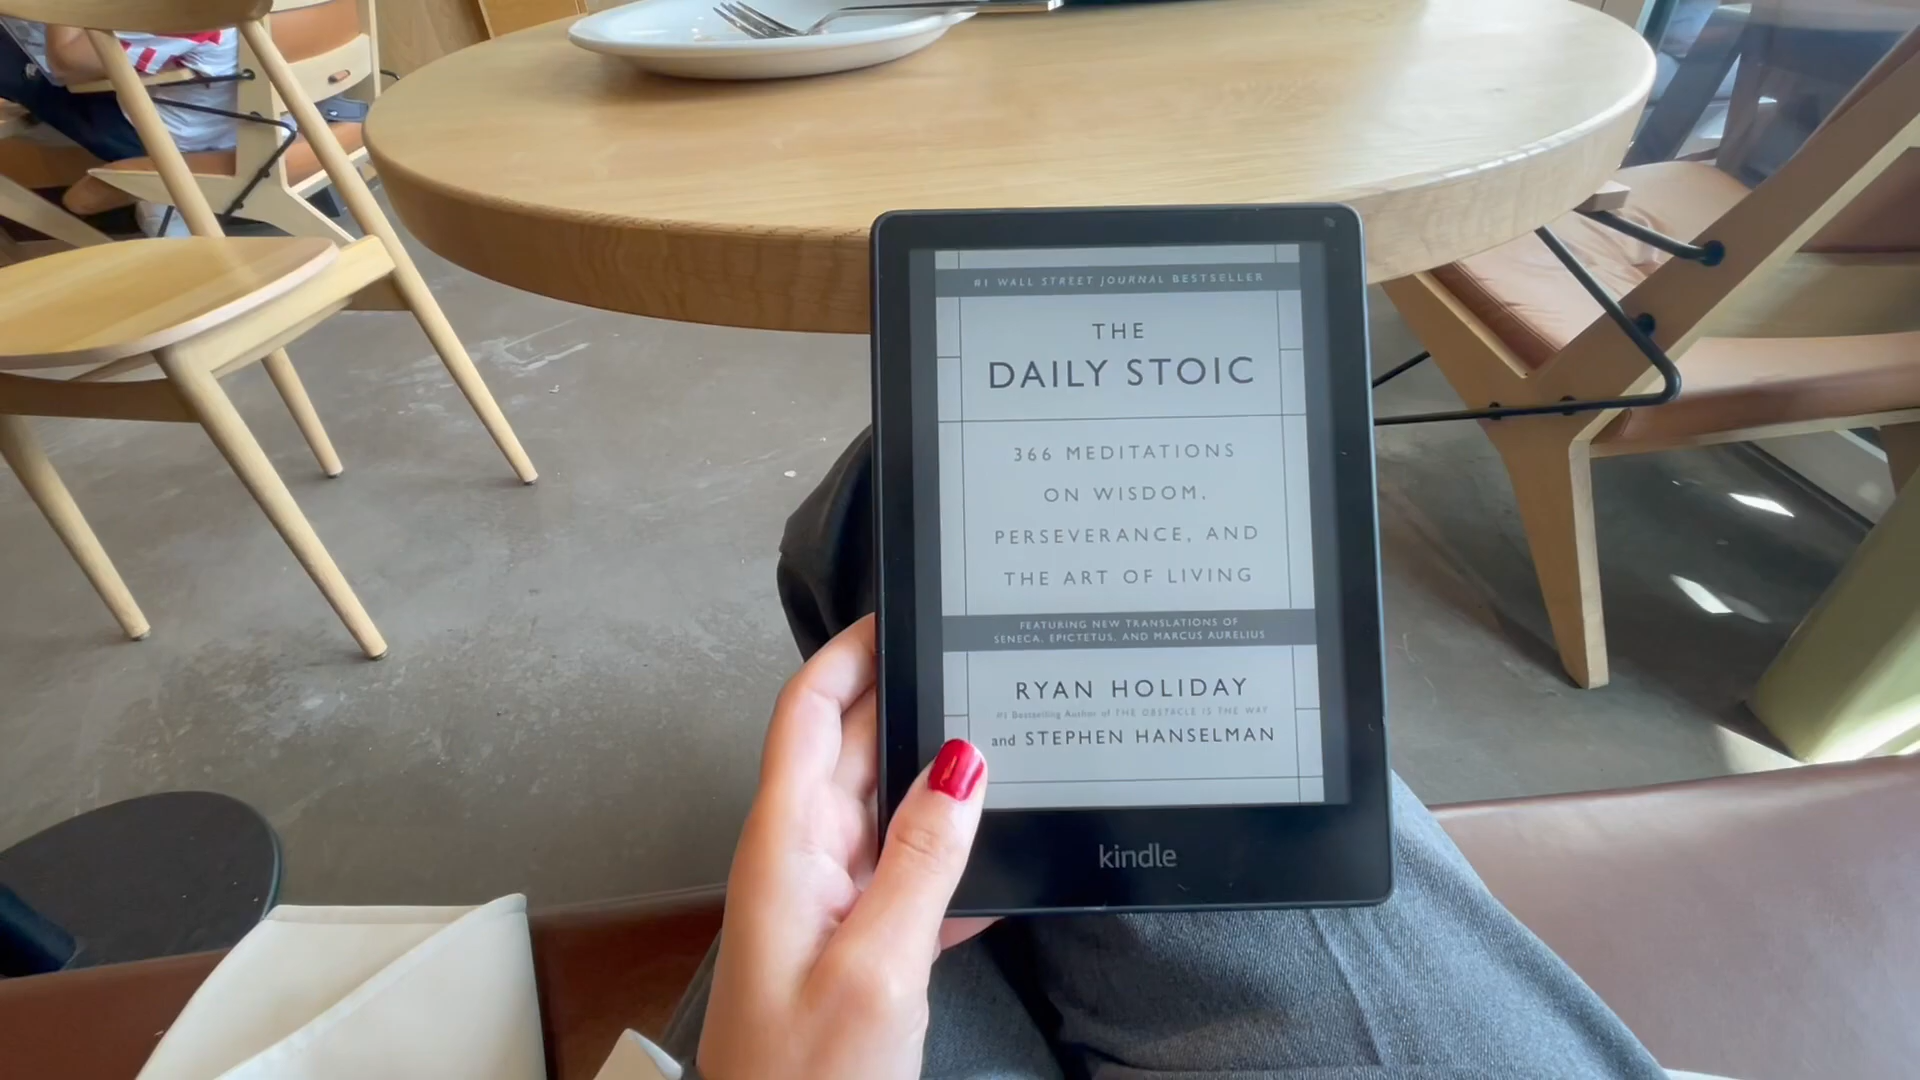 #1 WALL STREET JOURNAL BESTSELLER
THE
DAILY STOIC
366 MEDITATIONS
ON WISDOM,
PERSEVERANCE, AND
THE ART OF LIVING
FEATURING NEW TRANSLATIONS OF
SENECA, EPICTETUS, AND MARCUS AURELIUS
RYAN HOLIDAY
#1 Bestselling Author of THE OBSTACLE IS THE WAY
and STEPHEN HANSELMAN
kindle